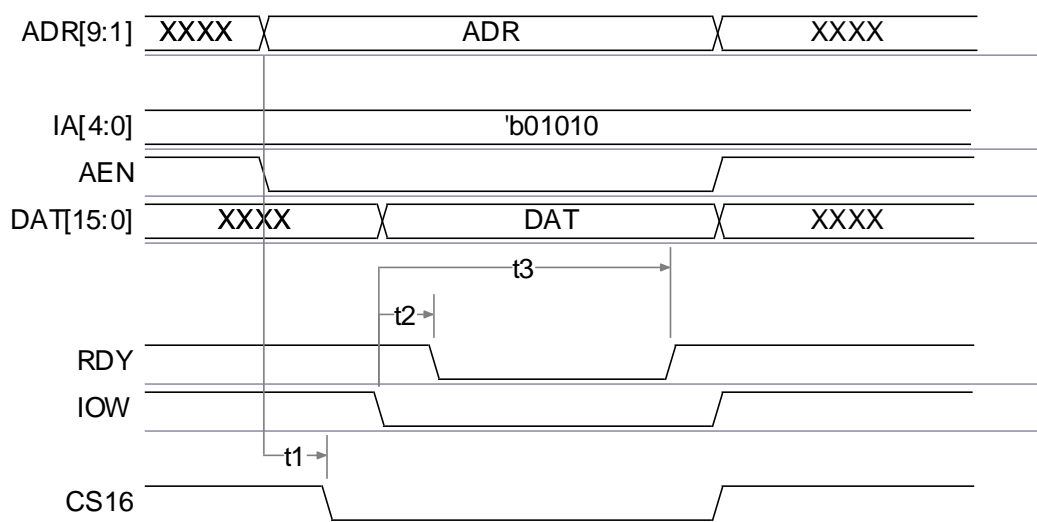 ADR[9:1] XXXX ADR XXXX
IA[4:0] 'b01010
AEN
DAT[15:0] XXXX DAT XXXX
t3
t2
RDY
IOW
t1
CS16